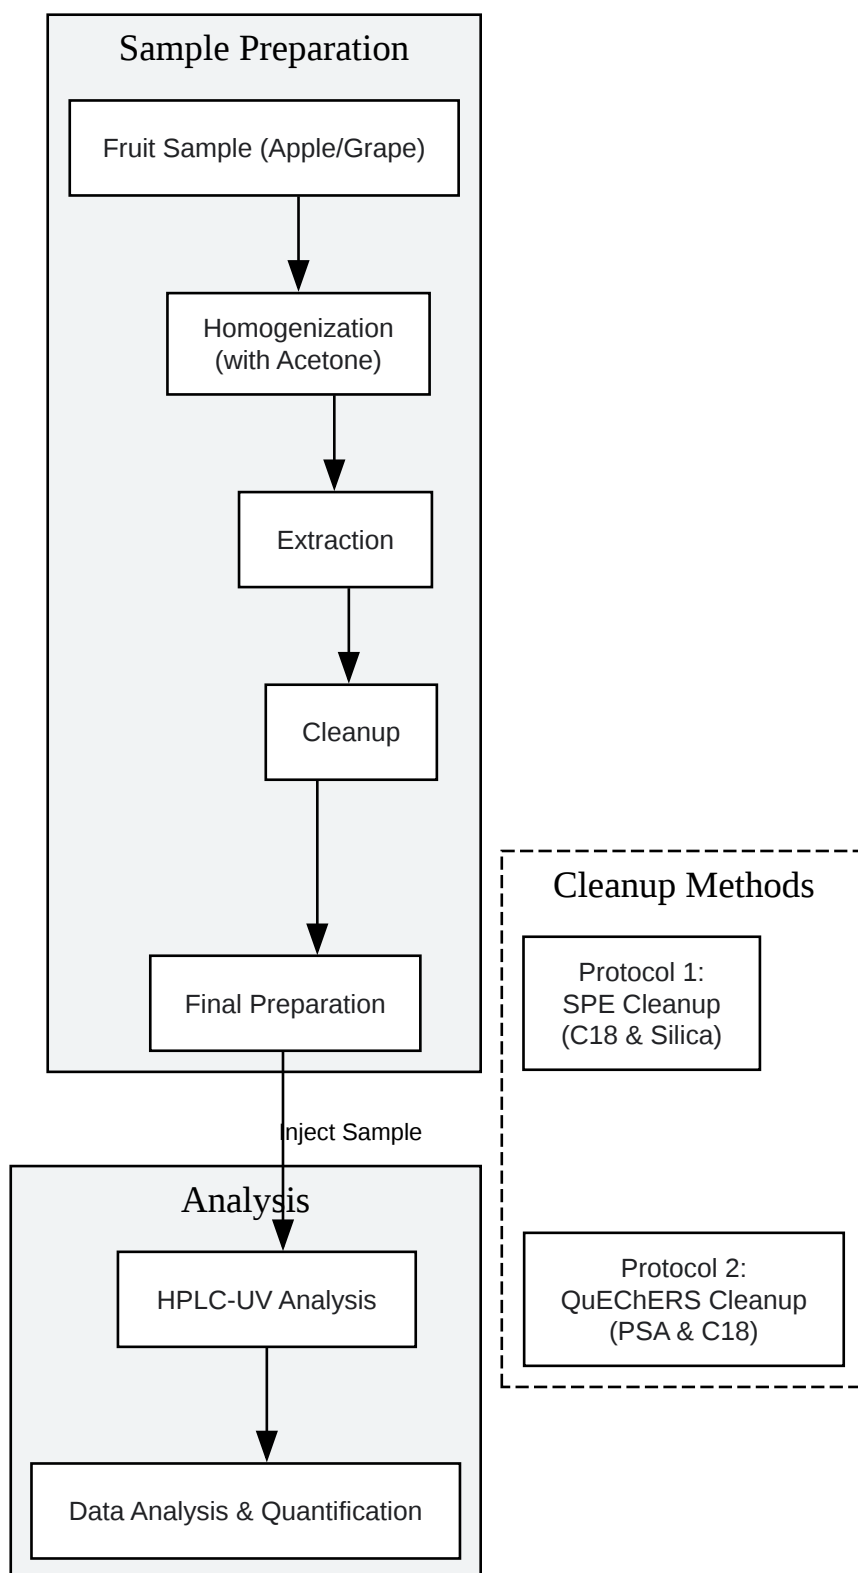 Sample Preparation
Fruit Sample (Apple/Grape)
Homogenization
(with Acetone)
Extraction
Cleanup
Final Preparation
Inject Sample
Analysis
HPLC-UV Analysis
Data Analysis & Quantification
Cleanup Methods
Protocol 1:
SPE Cleanup
(C18 & Silica)
Protocol 2:
QuEChERS Cleanup
(PSA & C18)